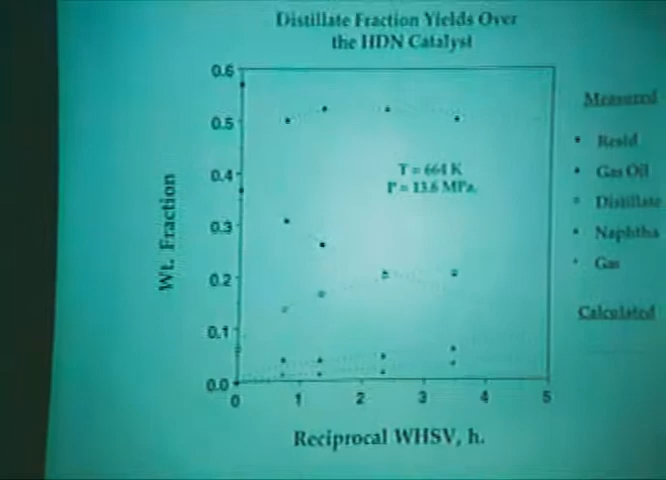 Distillate Fraction Yields Over
the HDN Catalyst
0.6
0.5
0.4
0.3
0.2
0.1
0.0
Wt. Fraction
T = 664 K
P = 13.6 MPa.
0 1 2 3 4 5
Reciprocal WHSV, h.
Measured
Resid
Gas Oil
Distillate
Naphtha
Gas
Calculated